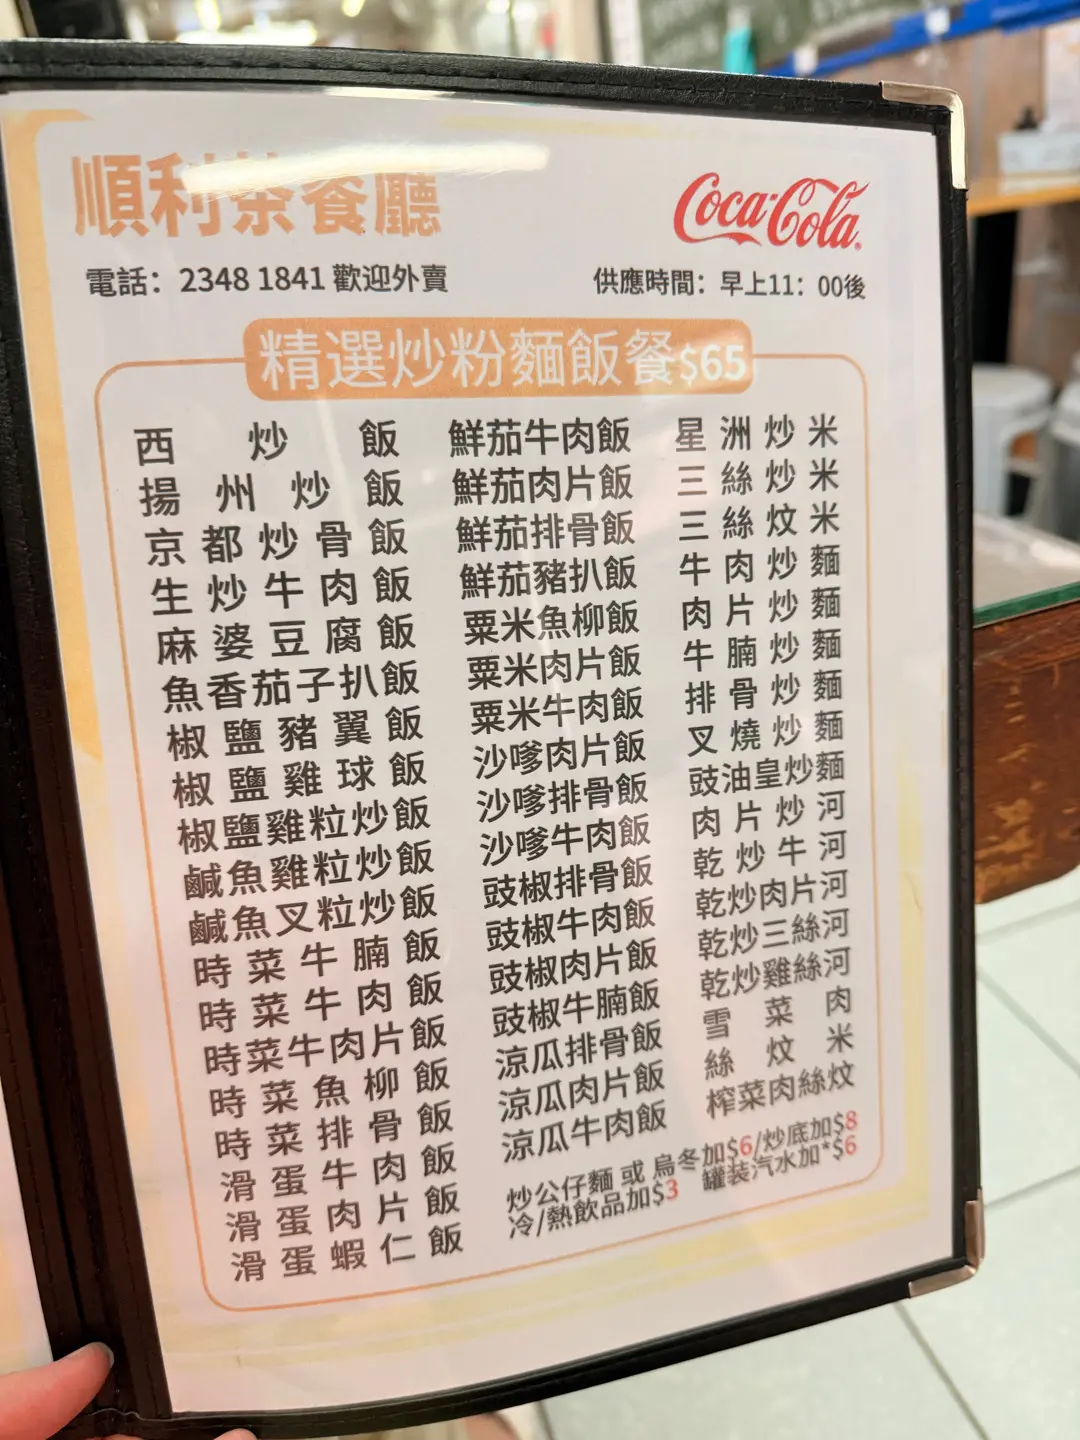 順利茶餐廳
Coca-Cola
電話：2348 1841 歡迎外賣
供應時間：早上11：00後
精選炒粉麵飯餐$65
西炒飯
揚州炒飯
京都炒骨飯
生炒牛肉飯
麻婆豆腐飯
魚香茄子扒飯
椒鹽豬翼飯
椒鹽雞球飯
椒鹽雞粒炒飯
鹹魚雞粒炒飯
鹹魚叉粒炒飯
時菜牛腩飯
時菜牛肉飯
時菜牛肉片飯
時菜魚柳飯
時菜排骨飯
滑蛋牛肉飯
滑蛋肉片飯
滑蛋蝦仁飯
鮮茄牛肉飯
鮮茄肉片飯
鮮茄排骨飯
鮮茄豬扒飯
粟米魚柳飯
粟米肉片飯
粟米牛肉飯
沙嗲肉片飯
沙嗲排骨飯
沙嗲牛肉飯
豉椒排骨飯
豉椒牛肉飯
豉椒肉片飯
豉椒牛腩飯
涼瓜排骨飯
涼瓜肉片飯
涼瓜牛肉飯
星洲炒米
三絲炒米
三絲炆米
牛肉炒麵
肉片炒麵
牛腩炒麵
排骨炒麵
叉燒炒麵
豉油皇炒麵
肉片炒河
乾炒牛河
乾炒肉片河
乾炒三絲河
乾炒雞絲河
雪菜肉
絲炆米
榨菜肉絲炆
炒公仔麵 或 烏冬加$6/炒底加$8
冷/熱飲品加$3 罐装汽水加*$6